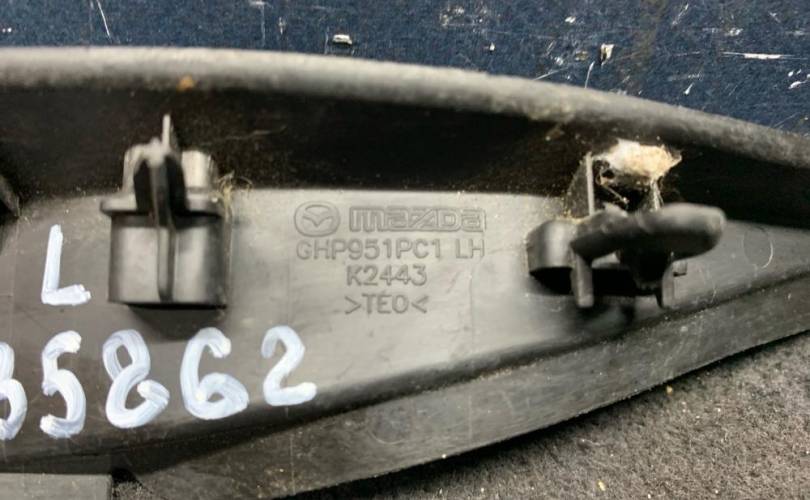 mazda
GHP951PC1 LH
K2443
>TEO<
L
35862